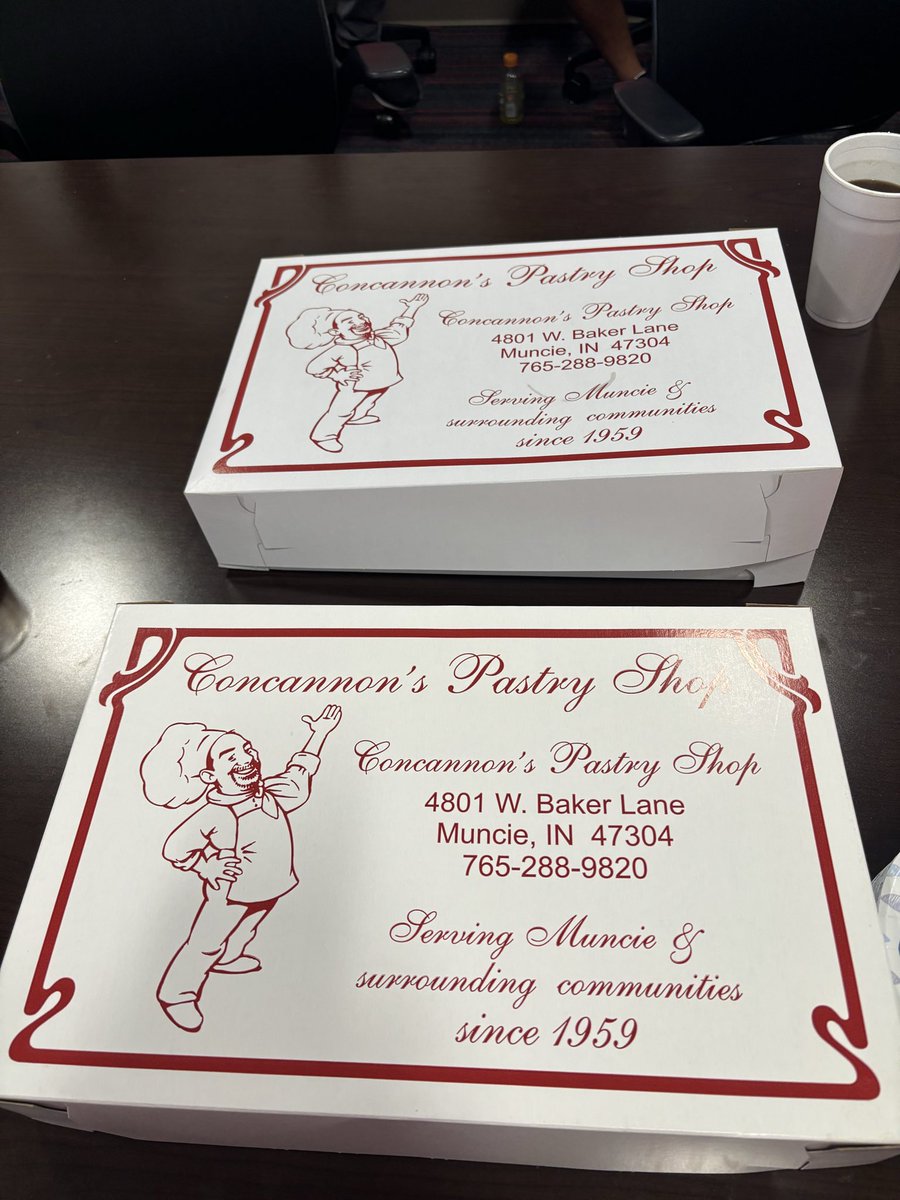 Concannon's Pastry Shop
Concannon's Pastry Shop
4801 W. Baker Lane
Muncie, IN 47304
765-288-9820
Serving Muncie &
surrounding communities
since 1959
Concannon's Pastry Shop
Concannon's Pastry Shop
4801 W. Baker Lane
Muncie, IN 47304
765-288-9820
Serving Muncie &
surrounding communities
since 1959